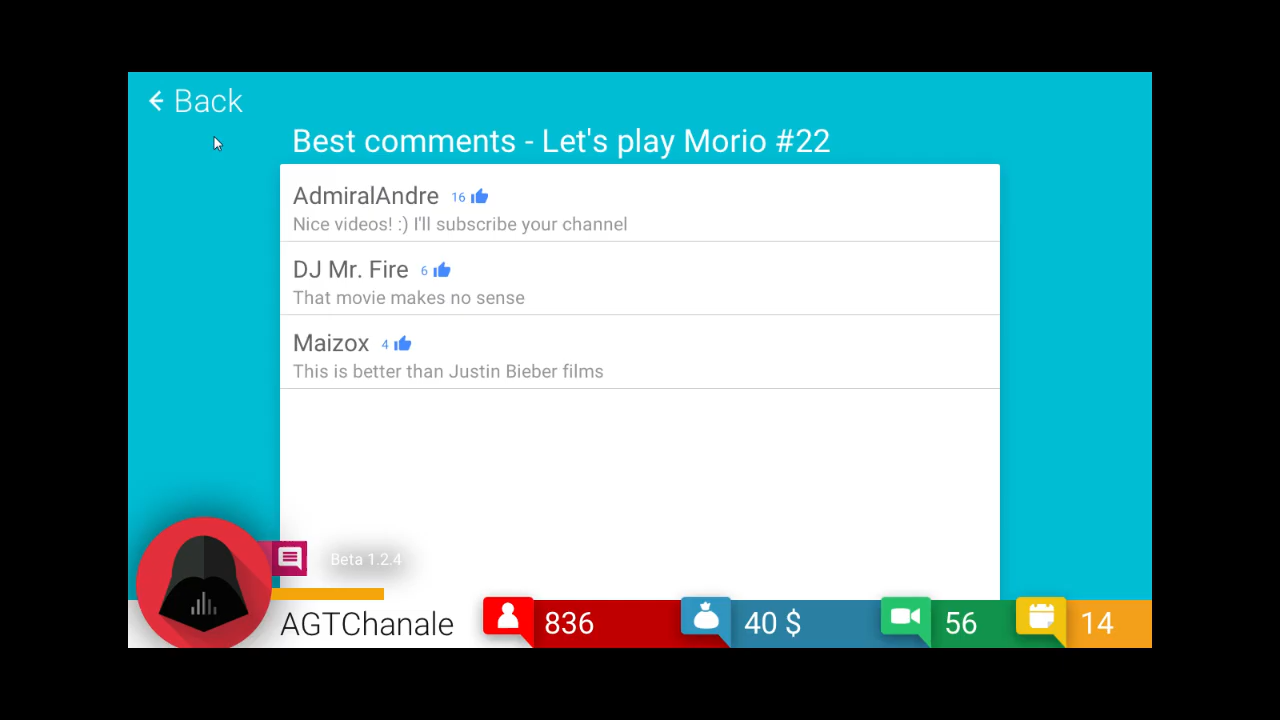 Back
Best comments - Let's play Morio #22
AdmiralAndre 16
Nice videos! :) I'll subscribe your channel
DJ Mr. Fire 6
That movie makes no sense
Maizox 4
This is better than Justin Bieber films
Beta 1.2.4
AGTChanale 836 40 $ 56 14